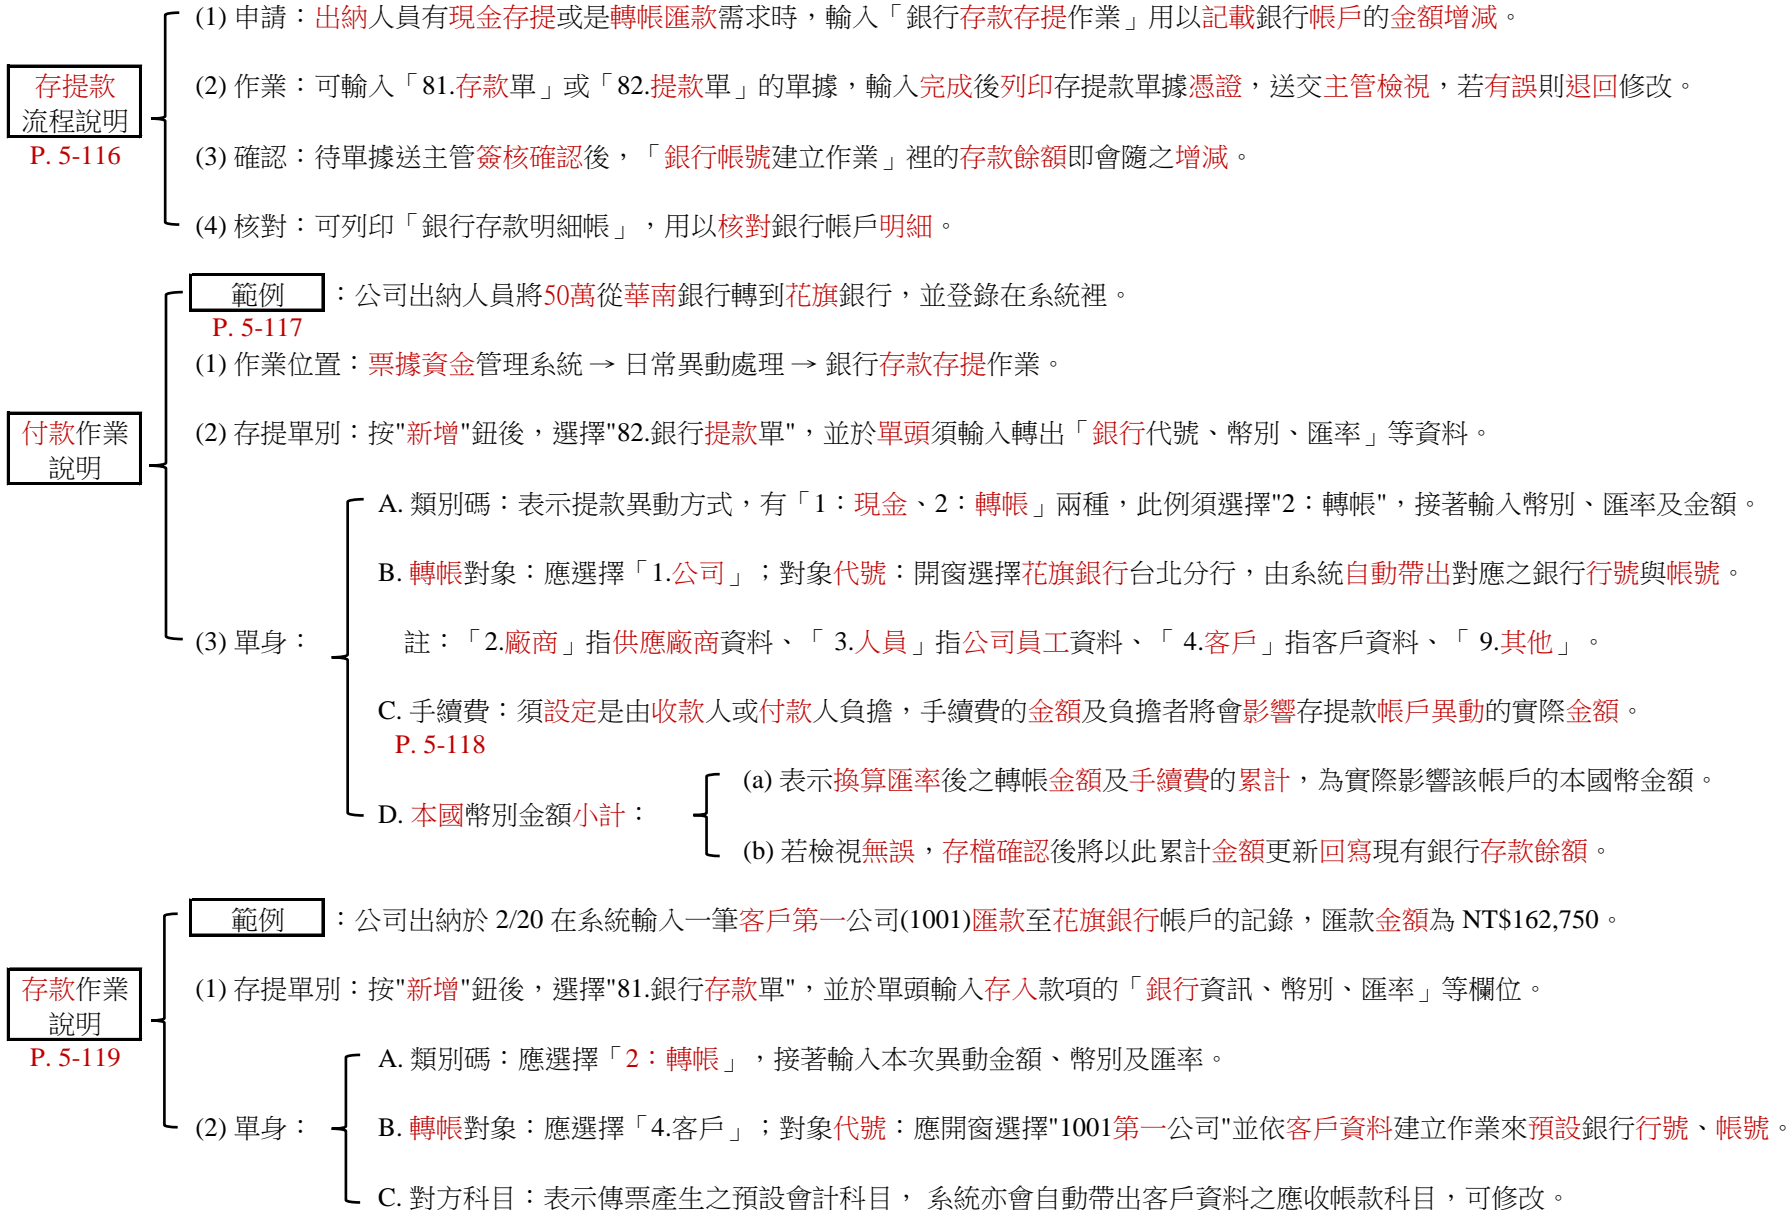 (1) 申請：出納人員有現金存提或是轉帳匯款需求時，輸入「銀行存款存提作業」用以記載銀行帳戶的金額增減。
存提款
流程說明
P. 5-116
(2) 作業：可輸入「81.存款單」或「82.提款單」的單據，輸入完成後列印存提款單據憑證，送交主管檢視，若有誤則退回修改。
(3) 確認：待單據送主管簽核確認後，「銀行帳號建立作業」裡的存款餘額即會隨之增減。
(4) 核對：可列印「銀行存款明細帳」，用以核對銀行帳戶明細。
範例：公司出納人員將50萬從華南銀行轉到花旗銀行，並登錄在系統裡。
P. 5-117
(1) 作業位置：票據資金管理系統 → 日常異動處理 → 銀行存款存提作業。
付款作業
說明
(2) 存提單別：按"新增"鈕後，選擇"82.銀行提款單"，並於單頭須輸入轉出「銀行代號、幣別、匯率」等資料。
(3) 單身：
A. 類別碼：表示提款異動方式，有「1：現金、2：轉帳」兩種，此例須選擇"2：轉帳"，接著輸入幣別、匯率及金額。
B. 轉帳對象：應選擇「1.公司」；對象代號：開窗選擇花旗銀行台北分行，由系統自動帶出對應之銀行行號與帳號。
註：「2.廠商」指供應廠商資料、「 3.人員」指公司員工資料、「 4.客戶」指客戶資料、「 9.其他」。
C. 手續費：須設定是由收款人或付款人負擔，手續費的金額及負擔者將會影響存提款帳戶異動的實際金額。
P. 5-118
D. 本國幣別金額小計：
(a) 表示換算匯率後之轉帳金額及手續費的累計，為實際影響該帳戶的本國幣金額。
(b) 若檢視無誤，存檔確認後將以此累計金額更新回寫現有銀行存款餘額。
範例：公司出納於 2/20 在系統輸入一筆客戶第一公司(1001)匯款至花旗銀行帳戶的記錄，匯款金額為 NT$162,750。
存款作業
說明
P. 5-119
(1) 存提單別：按"新增"鈕後，選擇"81.銀行存款單"，並於單頭輸入存入款項的「銀行資訊、幣別、匯率」等欄位。
(2) 單身：
A. 類別碼：應選擇「2：轉帳」，接著輸入本次異動金額、幣別及匯率。
B. 轉帳對象：應選擇「4.客戶」；對象代號：應開窗選擇"1001第一公司"並依客戶資料建立作業來預設銀行行號、帳號。
C. 對方科目：表示傳票產生之預設會計科目， 系統亦會自動帶出客戶資料之應收帳款科目，可修改。